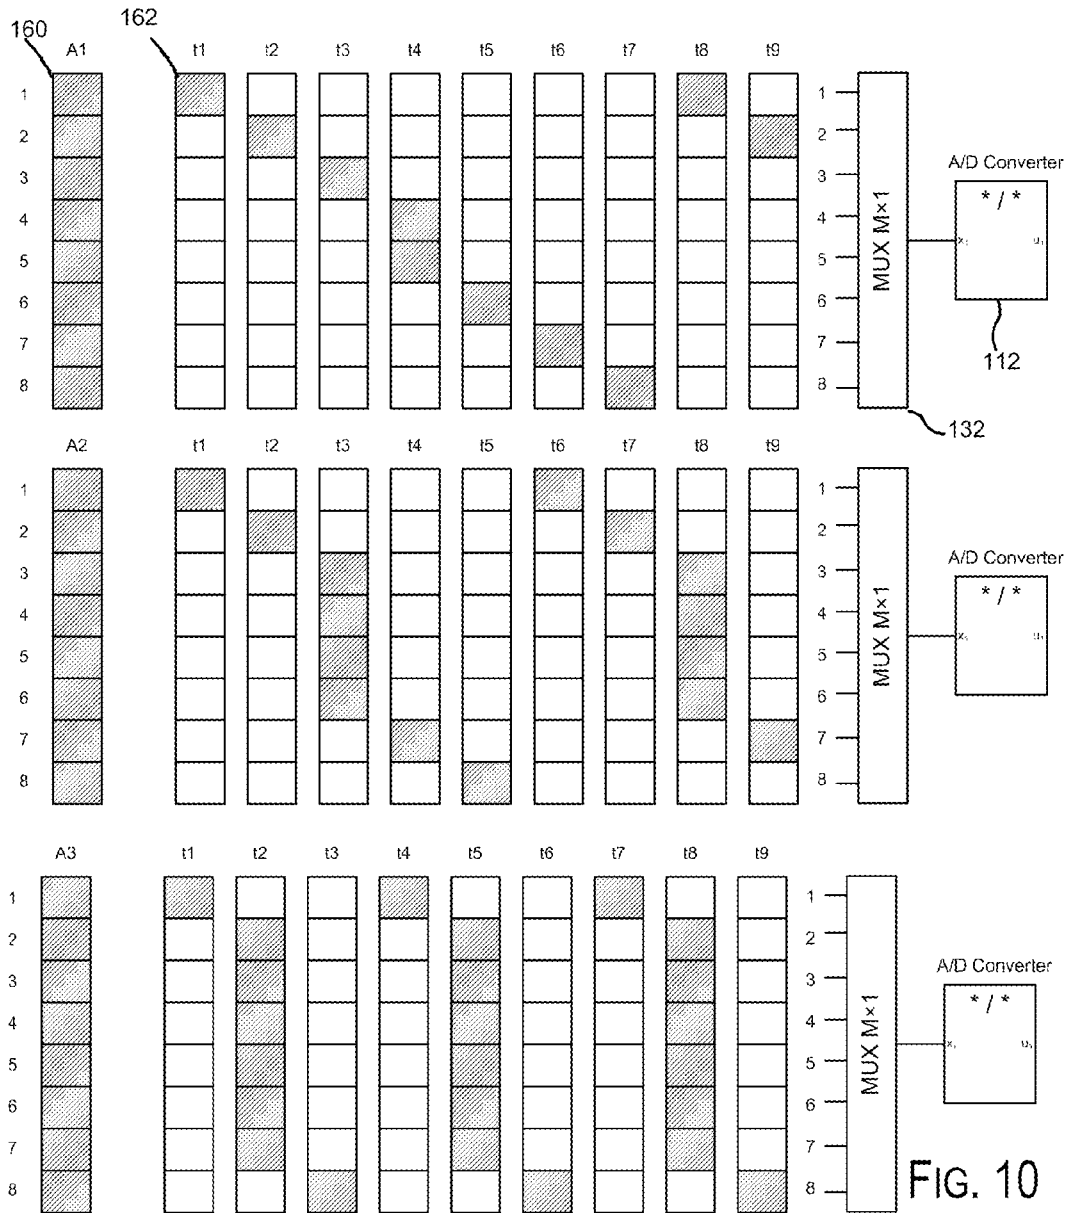 160
162
A1 t1 t2 t3 t4 t5 t6 t7 t8 t9
1 1
2 2
3 3
4 4
5 5
6 6
7 7
8 8
MUX M×1
A/D Converter
* / *
112
132
A2 t1 t2 t3 t4 t5 t6 t7 t8 t9
1 1
2 2
3 3
4 4
5 5
6 6
7 7
8 8
MUX M×1
A/D Converter
* / *
A3 t1 t2 t3 t4 t5 t6 t7 t8 t9
1 1
2 2
3 3
4 4
5 5
6 6
7 7
8 8
MUX M×1
A/D Converter
* / *
FIG. 10